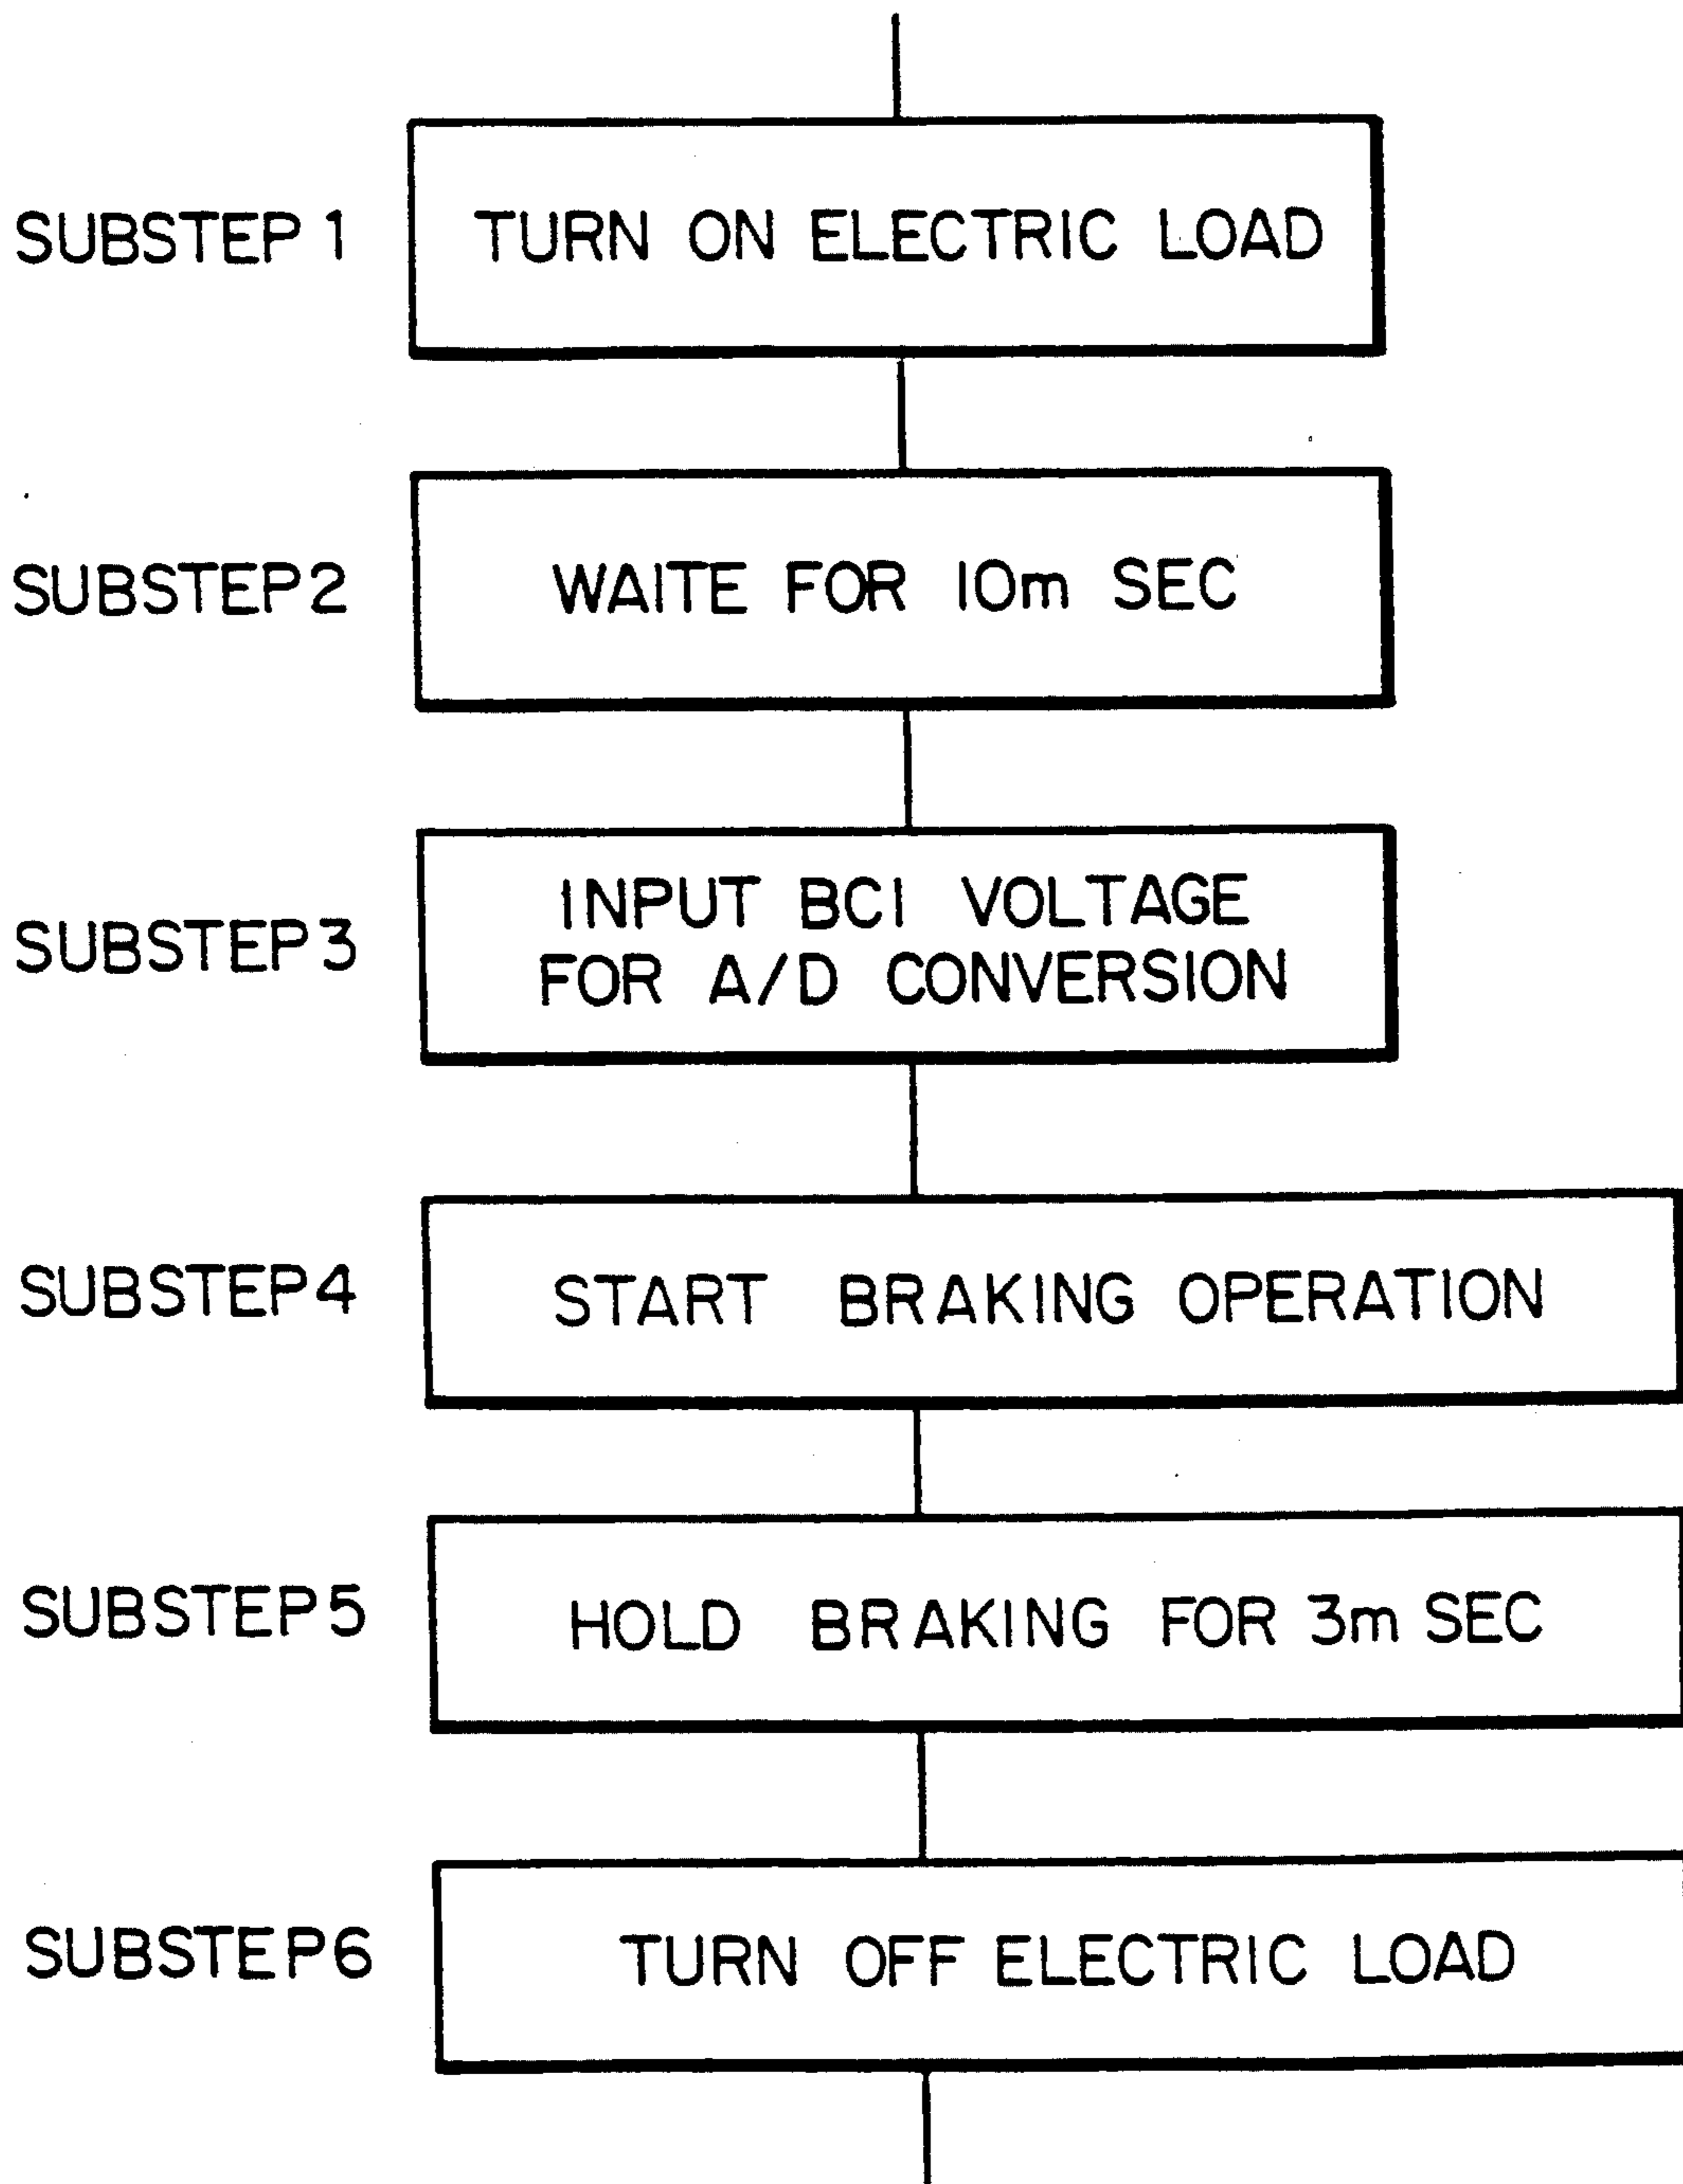 SUBSTEP 1
TURN ON ELECTRIC LOAD
SUBSTEP2
WAITE FOR 10m SEC
SUBSTEP3
INPUT BC1 VOLTAGE
FOR A/D CONVERSION
SUBSTEP4
START BRAKING OPERATION
SUBSTEP5
HOLD BRAKING FOR 3m SEC
SUBSTEP6
TURN OFF ELECTRIC LOAD